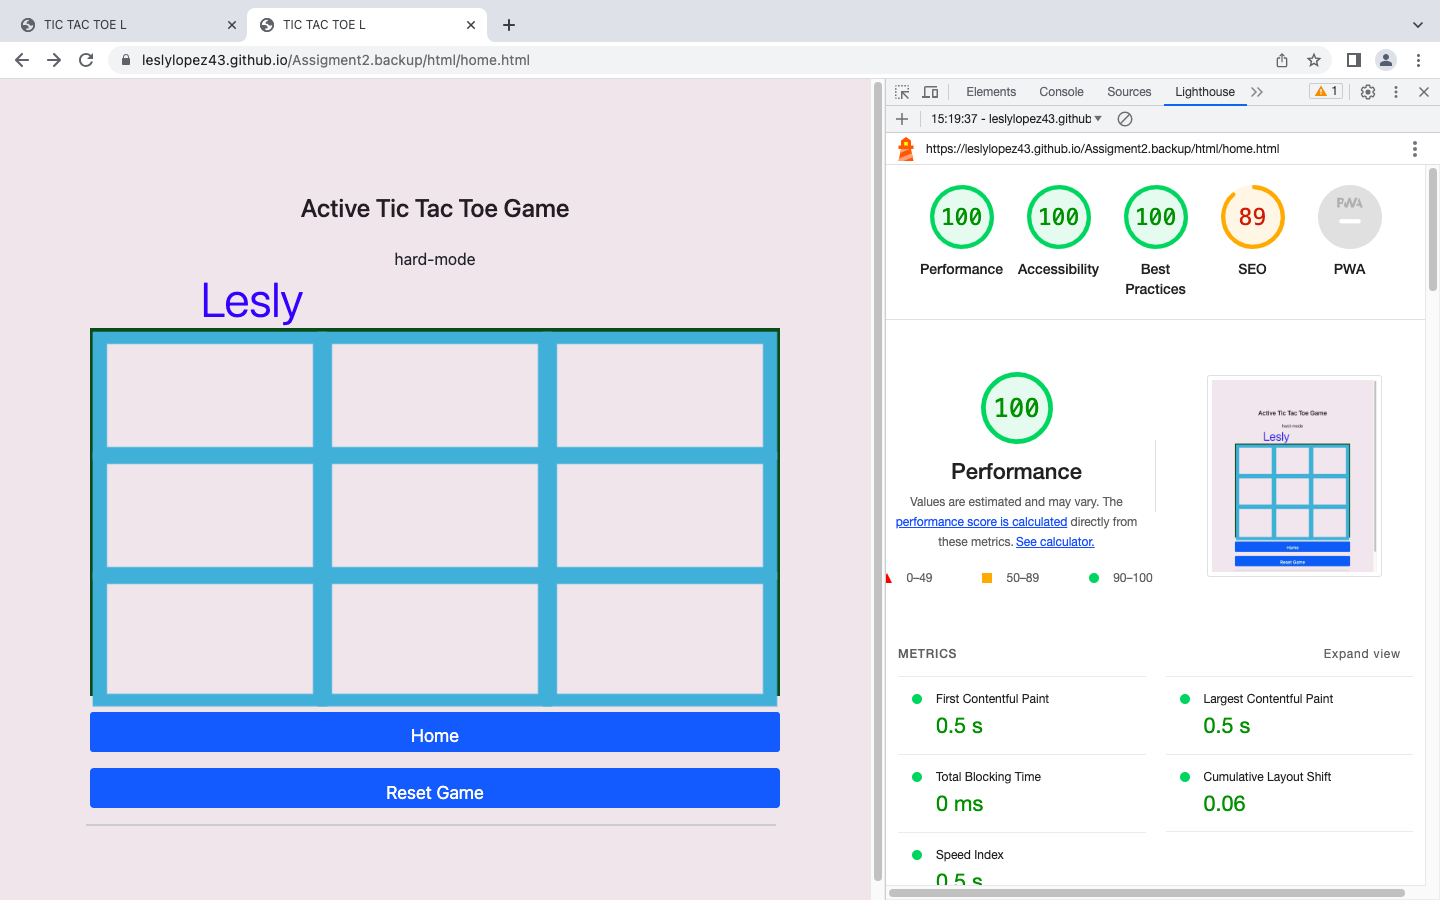 TIC TAC TOE L
TIC TAC TOE L
leslylopez43.github.io/Assigment2.backup/html/home.html
Active Tic Tac Toe Game
hard-mode
Lesly
Home
Reset Game
Elements Console Sources Lighthouse 1
15:19:37 - leslylopez43.github
https://leslylopez43.github.io/Assigment2.backup/html/home.html
100 100 100 89 PWA
Performance Accessibility Best Practices SEO PWA
100
Performance
Values are estimated and may vary. The
performance score is calculated directly from
these metrics. See calculator.
0–49 50–89 90–100
Active Tic Tac Toe Game
hard-mode
Lesly
Home
Reset Game
METRICS Expand view
First Contentful Paint
0.5 s
Largest Contentful Paint
0.5 s
Total Blocking Time
0 ms
Cumulative Layout Shift
0.06
Speed Index
0.5 s